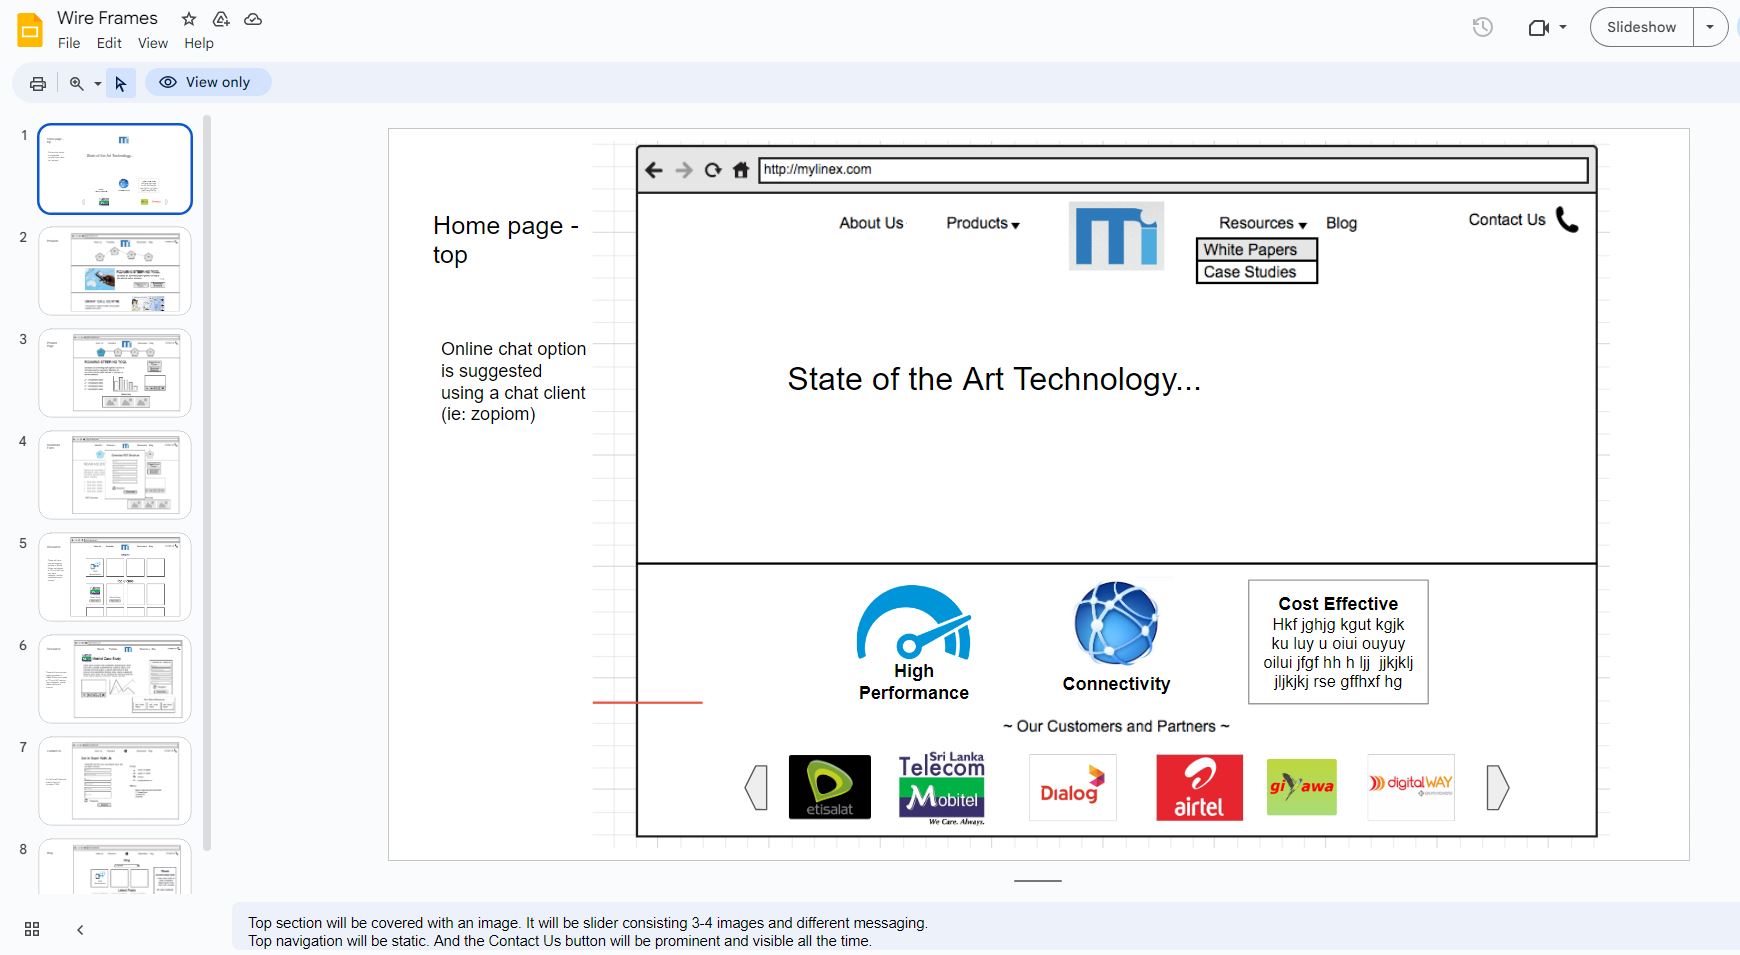 Wire Frames
File Edit View Help
Slideshow
View only
1
2
3
4
5
6
7
8
Home page -
top
Online chat option
is suggested
using a chat client
(ie: zopiom)
http://mylinex.com
About Us Products Resources Blog Contact Us
White Papers
Case Studies
State of the Art Technology...
High
Performance
Connectivity
Cost Effective
Hkf jghjg kgut kgjk
ku luy u oiui ouyuy
oilui jfgf hh h ljj jjkjklj
jljkjkj rse gffhxf hg
~ Our Customers and Partners ~
etisalat
Sri Lanka
Telecom
Mobitel
We Care. Always.
Dialog
airtel
giyawa
digitalWAY
Top section will be covered with an image. It will be slider consisting 3-4 images and different messaging.
Top navigation will be static. And the Contact Us button will be prominent and visible all the time.